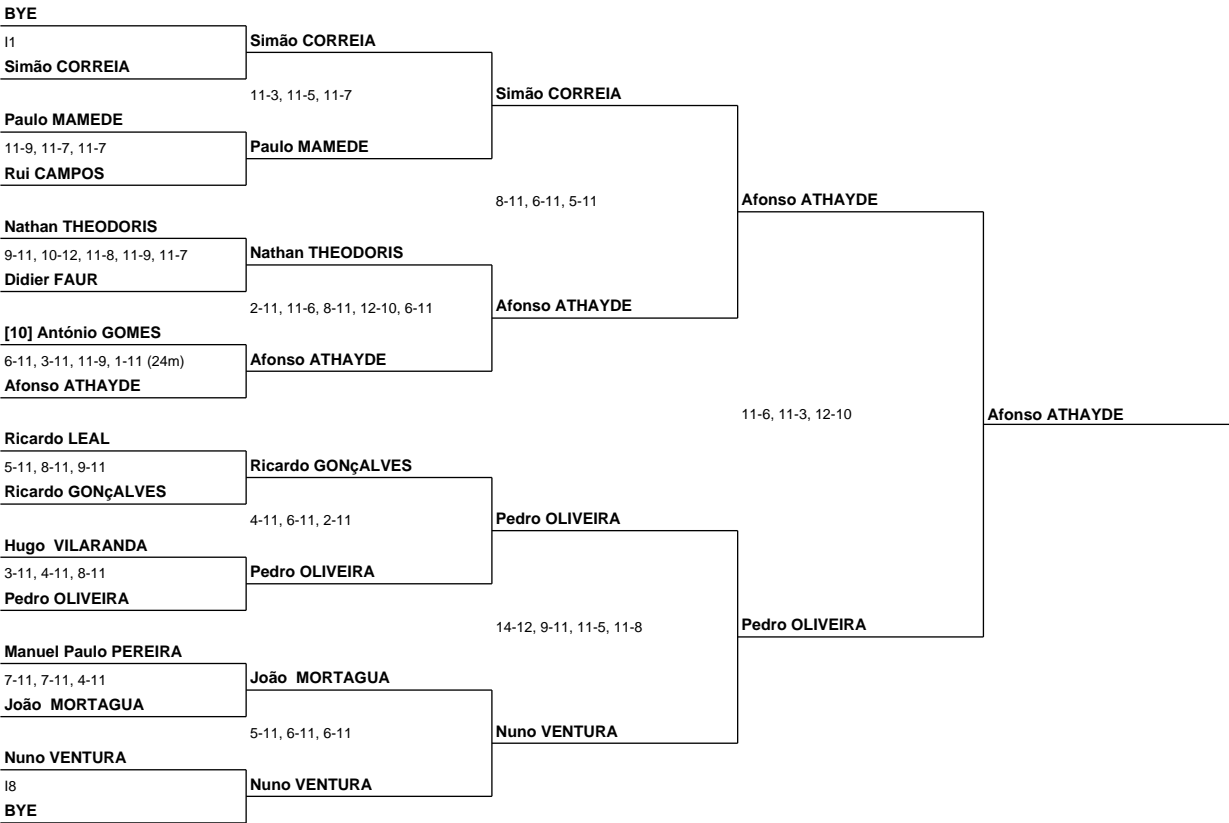 BYE
I1
Simão CORREIA
Simão CORREIA
11-3, 11-5, 11-7
Simão CORREIA
Paulo MAMEDE
11-9, 11-7, 11-7
Paulo MAMEDE
Rui CAMPOS
8-11, 6-11, 5-11
Afonso ATHAYDE
Nathan THEODORIS
9-11, 10-12, 11-8, 11-9, 11-7
Nathan THEODORIS
Didier FAUR
2-11, 11-6, 8-11, 12-10, 6-11
Afonso ATHAYDE
[10] António GOMES
6-11, 3-11, 11-9, 1-11 (24m)
Afonso ATHAYDE
Afonso ATHAYDE
11-6, 11-3, 12-10
Afonso ATHAYDE
Ricardo LEAL
5-11, 8-11, 9-11
Ricardo GONçALVES
Ricardo GONçALVES
4-11, 6-11, 2-11
Pedro OLIVEIRA
Hugo  VILARANDA
3-11, 4-11, 8-11
Pedro OLIVEIRA
Pedro OLIVEIRA
14-12, 9-11, 11-5, 11-8
Pedro OLIVEIRA
Manuel Paulo PEREIRA
7-11, 7-11, 4-11
João  MORTAGUA
João  MORTAGUA
5-11, 6-11, 6-11
Nuno VENTURA
Nuno VENTURA
I8
Nuno VENTURA
BYE